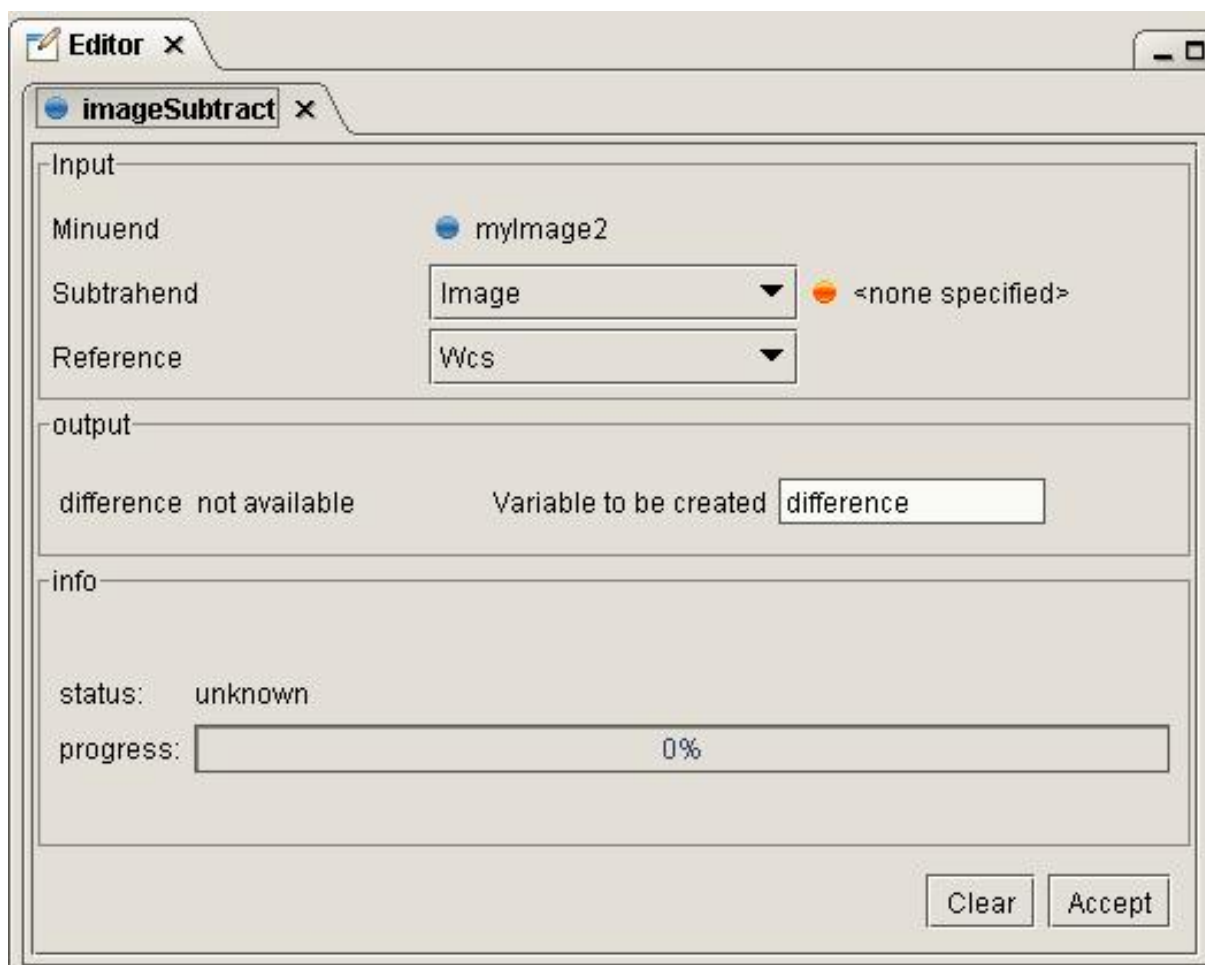 Editor
imageSubtract
Input
Minuend myImage2
Subtrahend Image <none specified>
Reference Wcs
output
difference not available Variable to be created difference
info
status: unknown
progress: 0%
Clear Accept